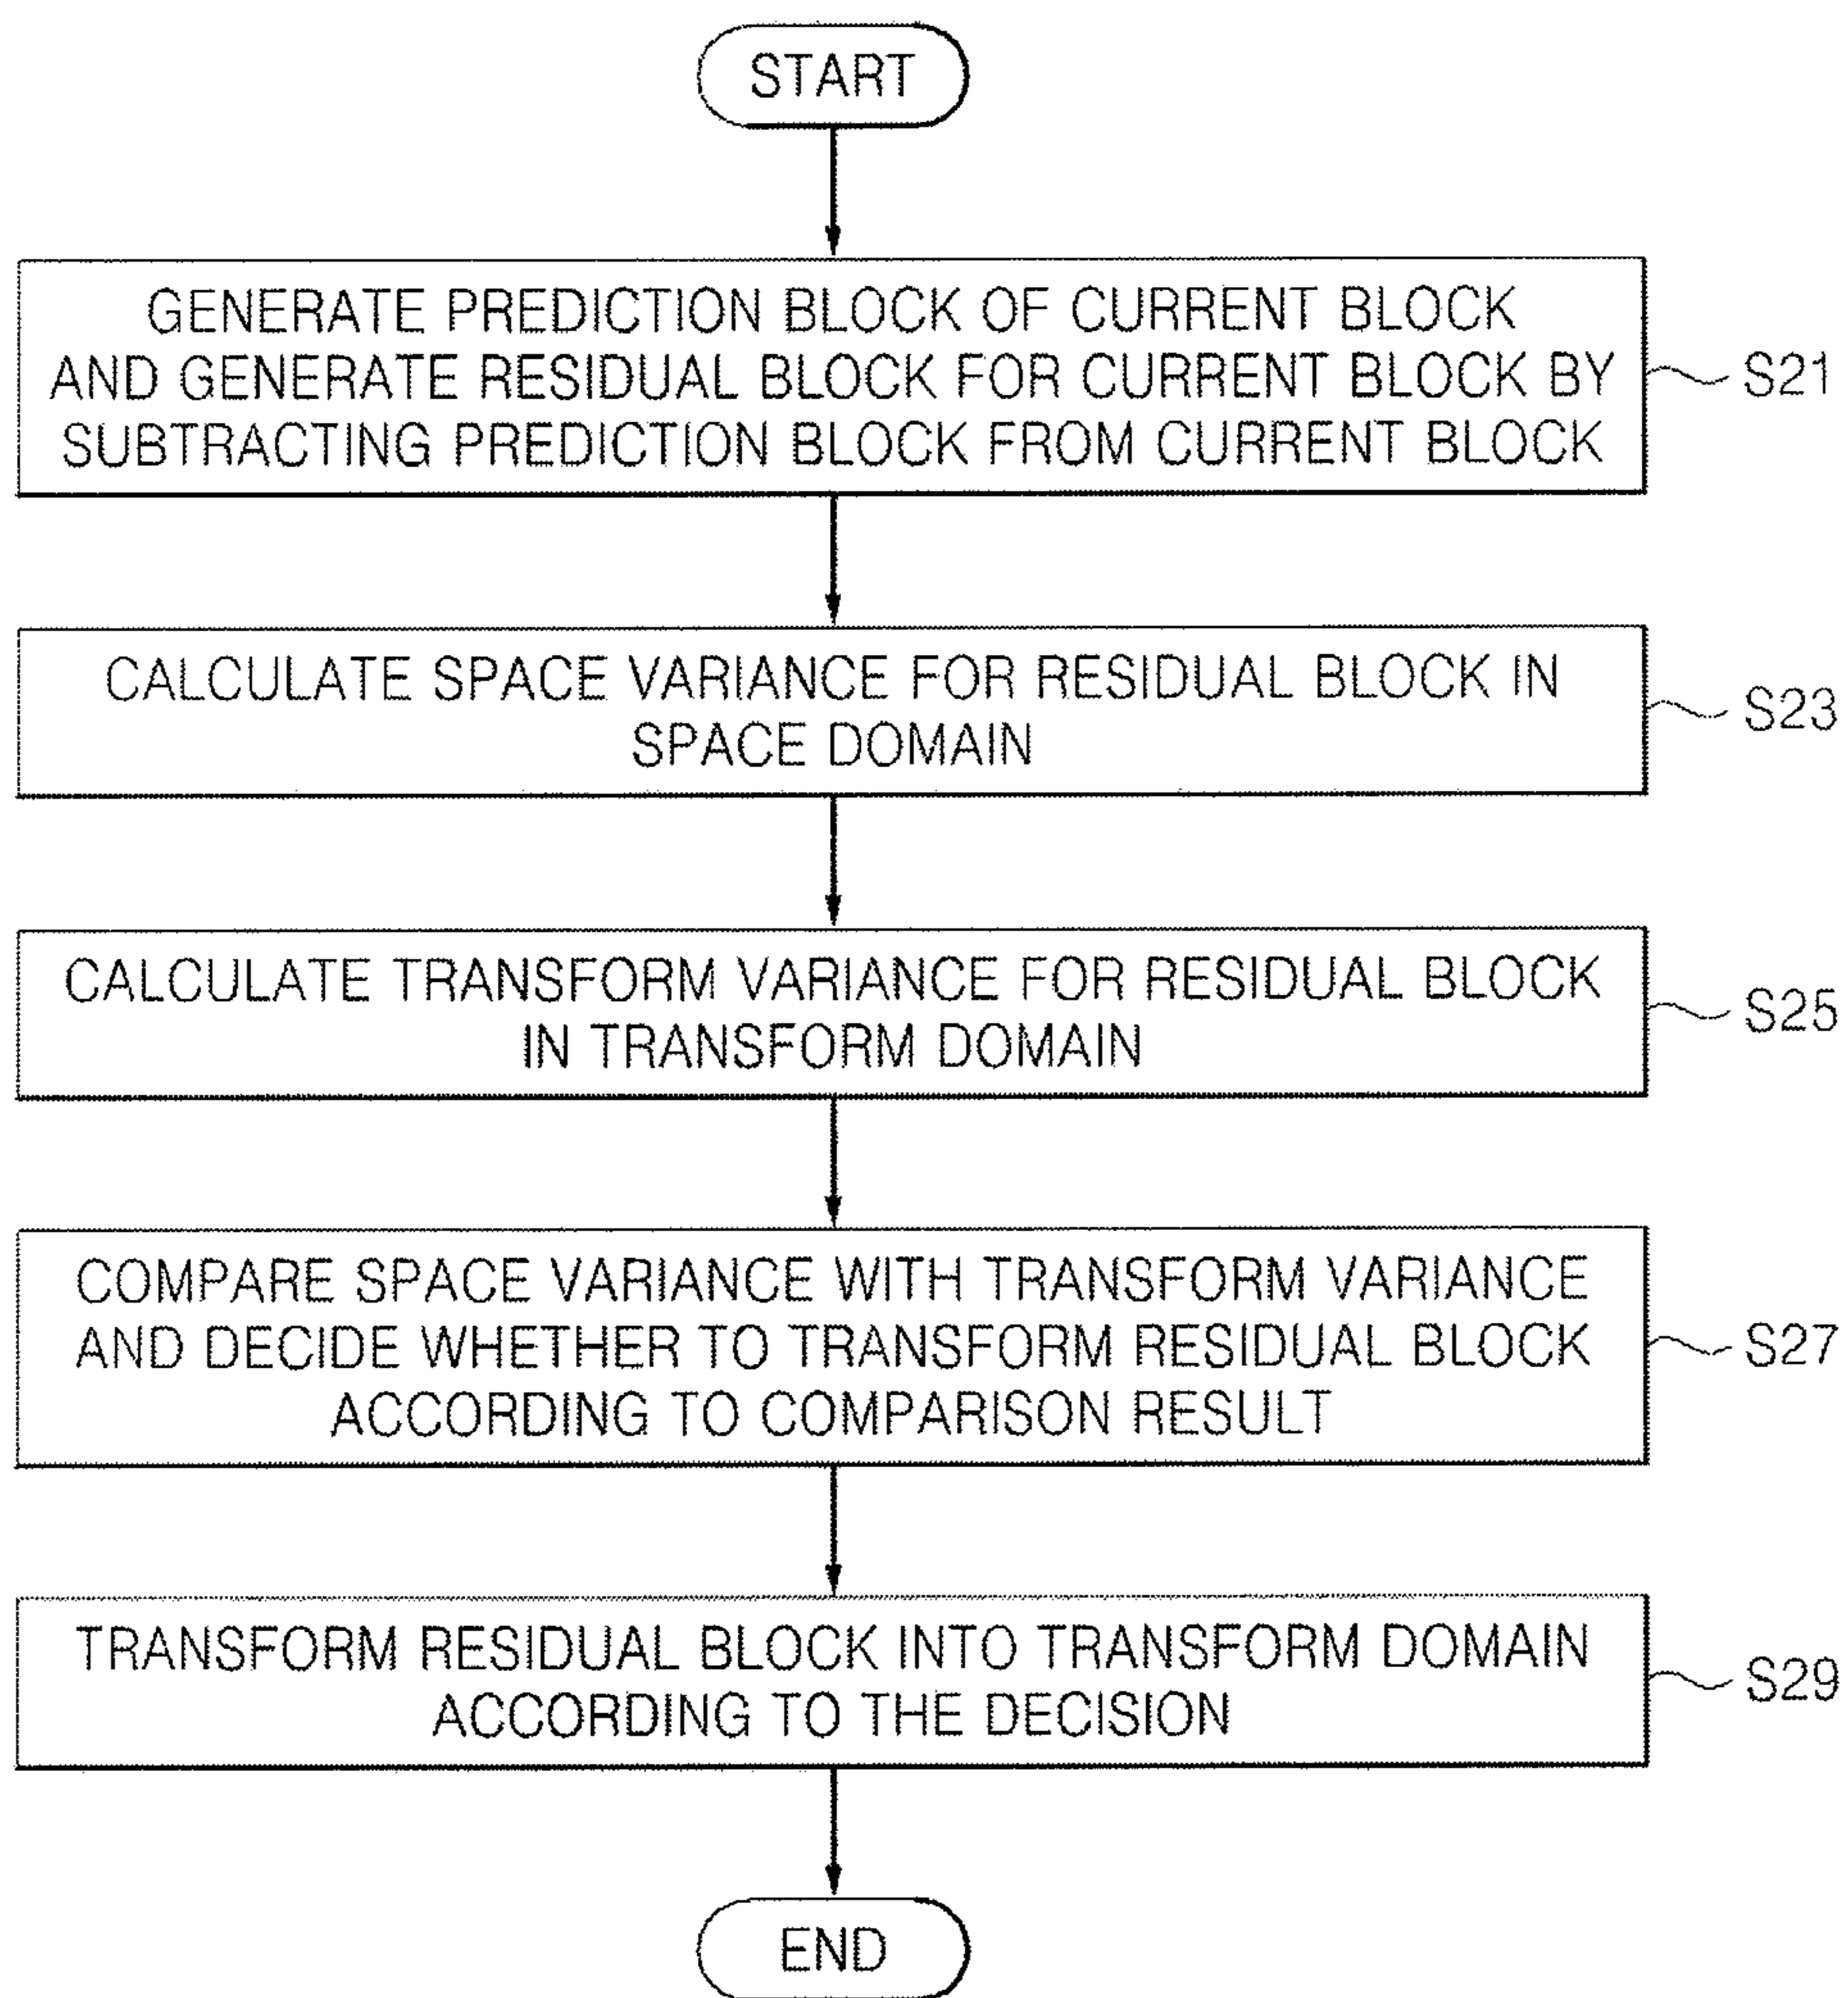 START
GENERATE PREDICTION BLOCK OF CURRENT BLOCK
AND GENERATE RESIDUAL BLOCK FOR CURRENT BLOCK BY
SUBTRACTING PREDICTION BLOCK FROM CURRENT BLOCK
S21
CALCULATE SPACE VARIANCE FOR RESIDUAL BLOCK IN
SPACE DOMAIN
S23
CALCULATE TRANSFORM VARIANCE FOR RESIDUAL BLOCK
IN TRANSFORM DOMAIN
S25
COMPARE SPACE VARIANCE WITH TRANSFORM VARIANCE
AND DECIDE WHETHER TO TRANSFORM RESIDUAL BLOCK
ACCORDING TO COMPARISON RESULT
S27
TRANSFORM RESIDUAL BLOCK INTO TRANSFORM DOMAIN
ACCORDING TO THE DECISION
S29
END